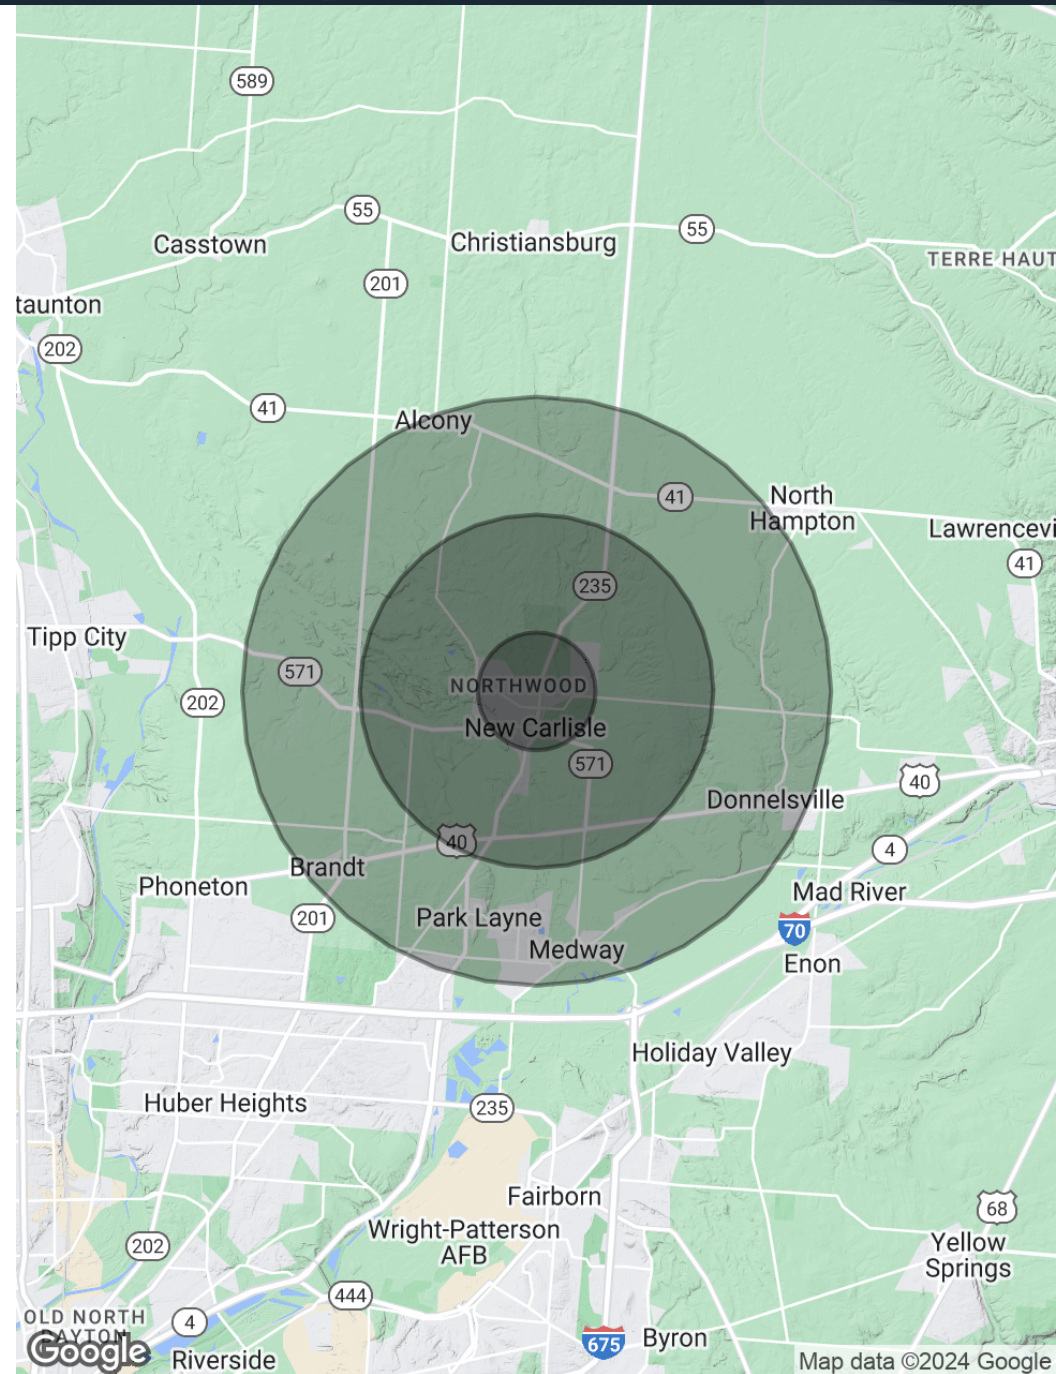 589
55
55
Casstown
Christiansburg
TERRE HAUT
201
taunton
202
41
Alcony
41
North
Hampton
Lawrencevi
41
235
Tipp City
571
NORTHWOOD
202
New Carlisle
571
40
Donnelsville
40
4
Brandt
Phoneton
Mad River
201
Park Layne
70
Medway
Enon
Holiday Valley
Huber Heights
235
Fairborn
68
Wright-Patterson
AFB
202
Yellow
Springs
444
OLD NORTH
DAYTON
4
675
Byron
Google
Riverside
Map data ©2024 Google